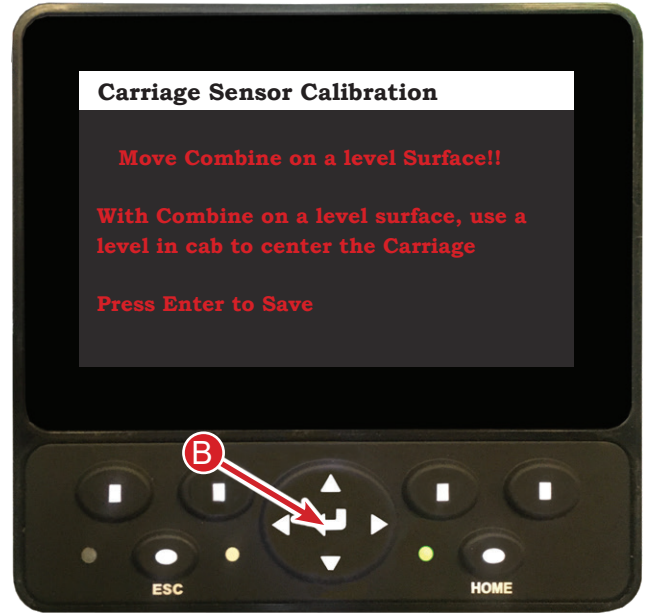 Carriage Sensor Calibration
Move Combine on a level Surface!!
With Combine on a level surface, use a
level in cab to center the Carriage
Press Enter to Save
B
ESC
HOME